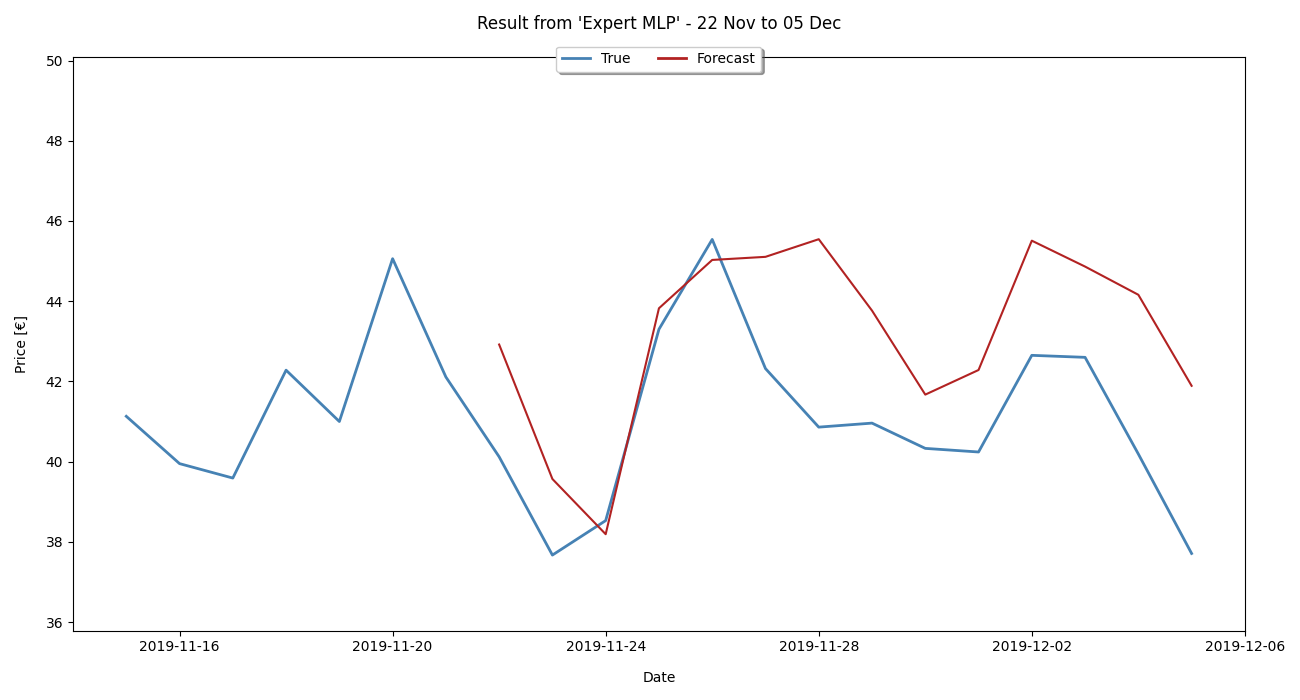 Result from 'Expert MLP' - 22 Nov to 05 Dec
True Forecast
50
48
46
44
42
40
38
36
Price [€]
2019-11-16 2019-11-20 2019-11-24 2019-11-28 2019-12-02 2019-12-06
Date